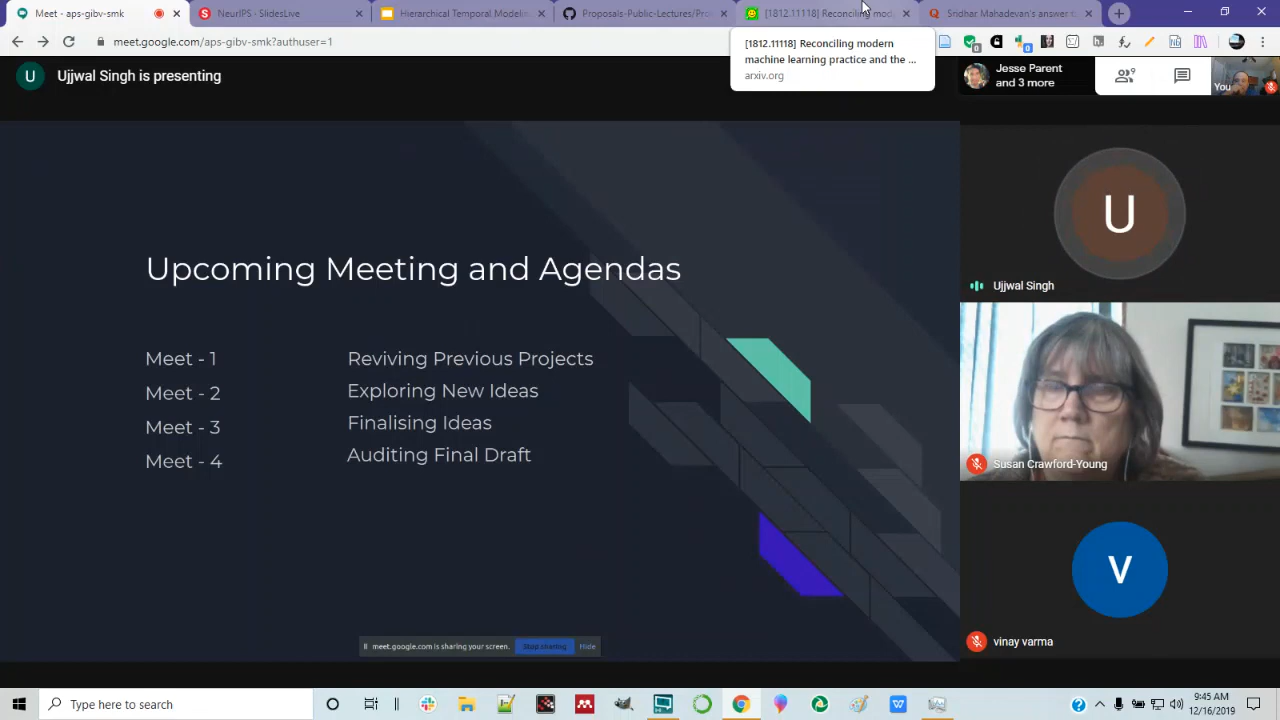 NeurIPS - SlidesLive
Hierarchical Temporal Modelin
Proposals-Public-Lectures/Pro
[1812.11118] Reconciling mod
Sridhar Mahadevan's answer t
meet.google.com/aps-gibv-smk?authuser=1
[1812.11118] Reconciling modern
machine learning practice and the ...
arxiv.org
U
Ujjwal Singh is presenting
Jesse Parent
and 3 more
9
You
Upcoming Meeting and Agendas
Meet - 1 Reviving Previous Projects
Meet - 2 Exploring New Ideas
Meet - 3 Finalising Ideas
Meet - 4 Auditing Final Draft
U
Ujjwal Singh
Susan Crawford-Young
V
vinay varma
meet.google.com is sharing your screen. Stop sharing Hide
Type here to search
9:45 AM
12/16/2019